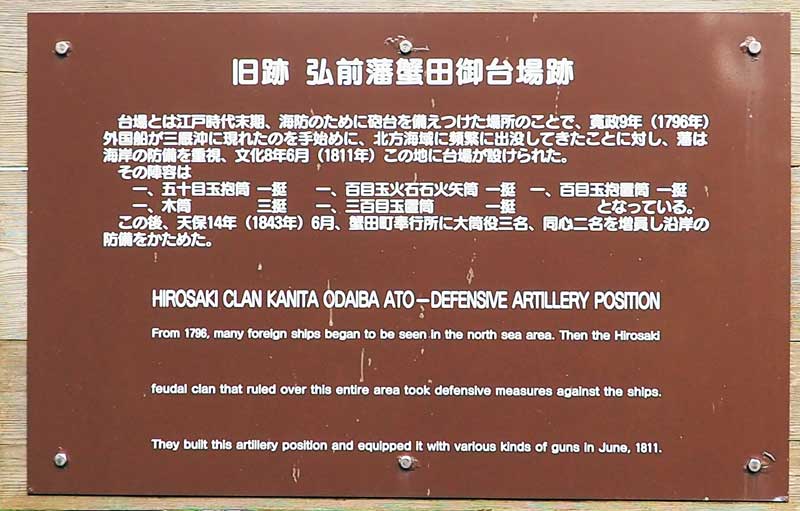 旧跡 弘前藩蟹田御台場跡
台場とは江戸時代末期、海防のために砲台を備えつけた場所のことで、寛政9年（1796年）
外国船が三厩沖に現れたのを手始めに、北方海域に頻繁に出没してきたことに対し、藩は
海岸の防備を重視、文化8年6月（1811年）この地に台場が設けられた。
その陣容は
一、五十目玉抱筒 一挺 一、百目玉火石石火矢筒 一挺 一、百目玉抱置筒 一挺
一、木筒 三挺 一、三百目玉置筒 一挺 となっている。
この後、天保14年（1843年）6月、蟹田町奉行所に大筒役三名、同心二名を増員し沿岸の
防備をかためた。
HIROSAKI CLAN KANITA ODAIBA ATO－DEFENSIVE ARTILLERY POSITION
From 1796, many foreign ships began to be seen in the north sea area. Then the Hirosaki
feudal clan that ruled over this entire area took defensive measures against the ships.
They built this artillery position and equipped it with various kinds of guns in June, 1811.